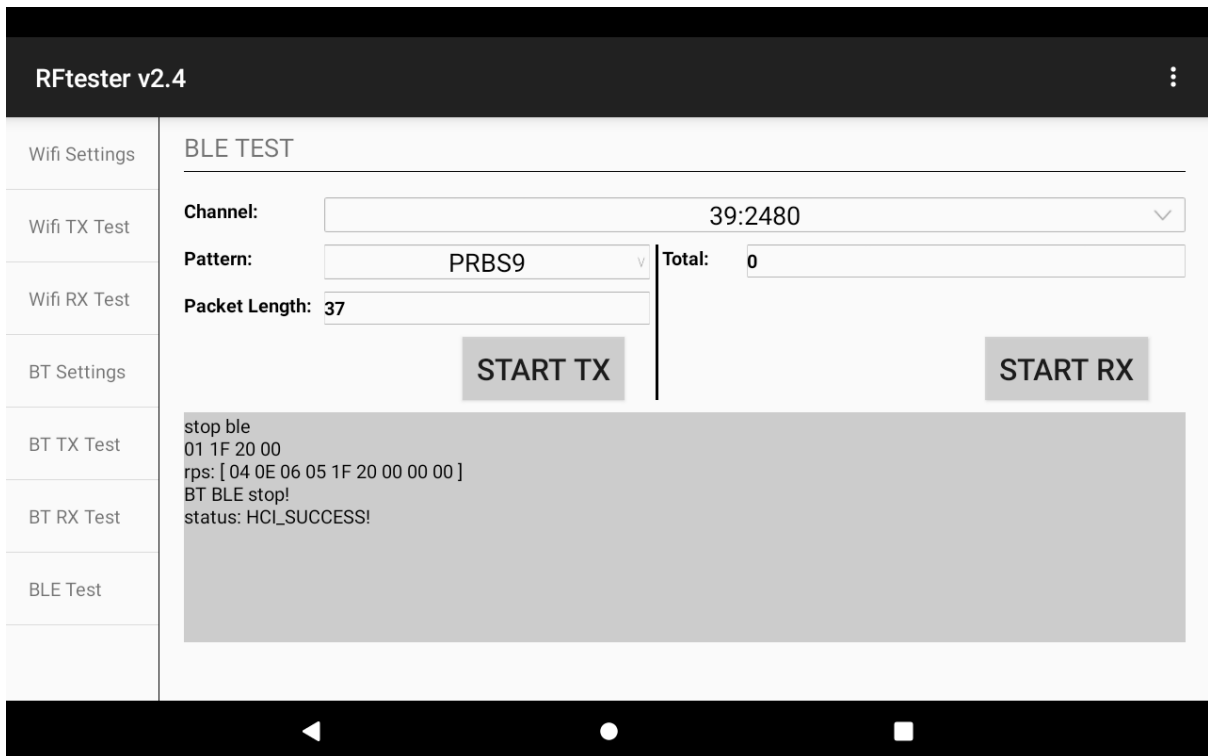 RFtester v2.4
Wifi Settings
Wifi TX Test
Wifi RX Test
BT Settings
BT TX Test
BT RX Test
BLE Test
BLE TEST
Channel: 39:2480
Pattern: PRBS9
Packet Length: 37
START TX
Total: 0
START RX
stop ble
01 1F 20 00
rps: [ 04 0E 06 05 1F 20 00 00 00 ]
BT BLE stop!
status: HCI_SUCCESS!